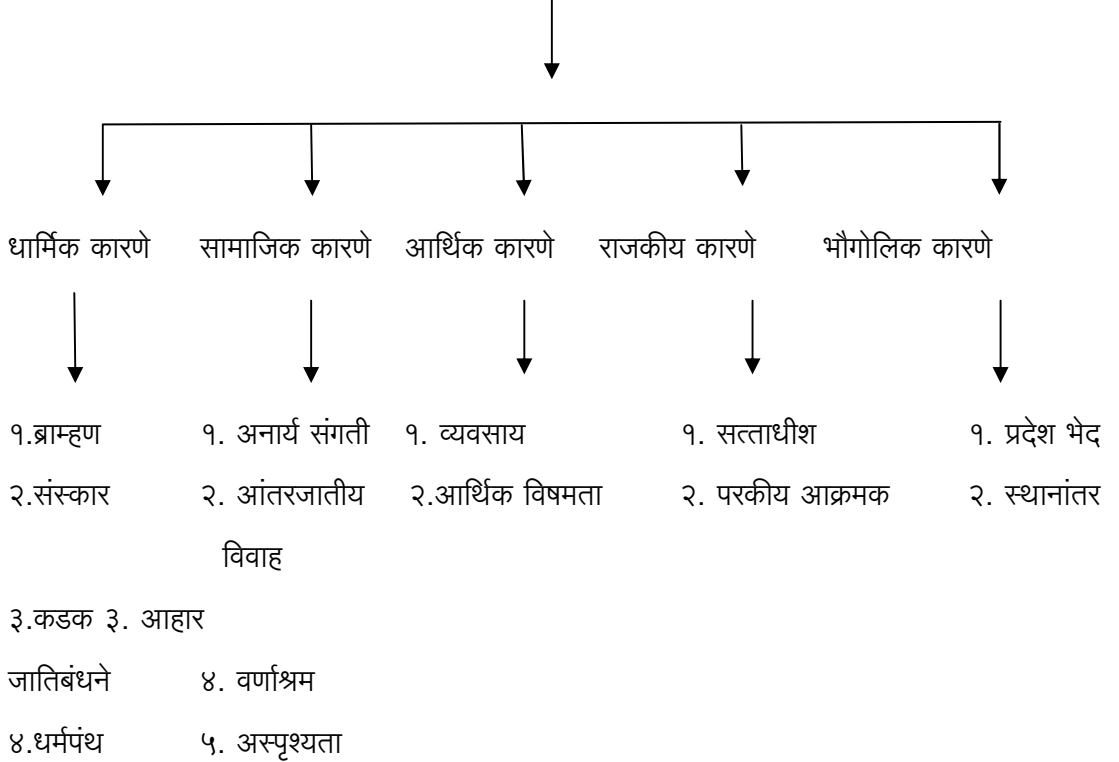 धार्मिक कारणे सामाजिक कारणे आर्थिक कारणे राजकीय कारणे भौगोलिक कारणे
१.ब्राम्हण १. अनार्य संगती १. व्यवसाय १. सत्ताधीश १. प्रदेश भेद
२.संस्कार २. आंतरजातीय २.आर्थिक विषमता २. परकीय आक्रमक २. स्थानांतर
विवाह
३.कडक ३. आहार
जातिबंधने ४. वर्णाश्रम
४.धर्मपंथ ५. अस्पृश्यता